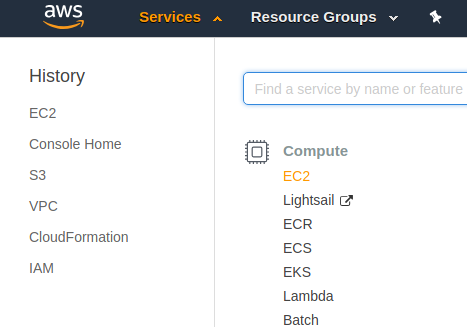 aws Services Resource Groups
History
EC2
Console Home
S3
VPC
CloudFormation
IAM
Find a service by name or feature
Compute
EC2
Lightsail
ECR
ECS
EKS
Lambda
Batch